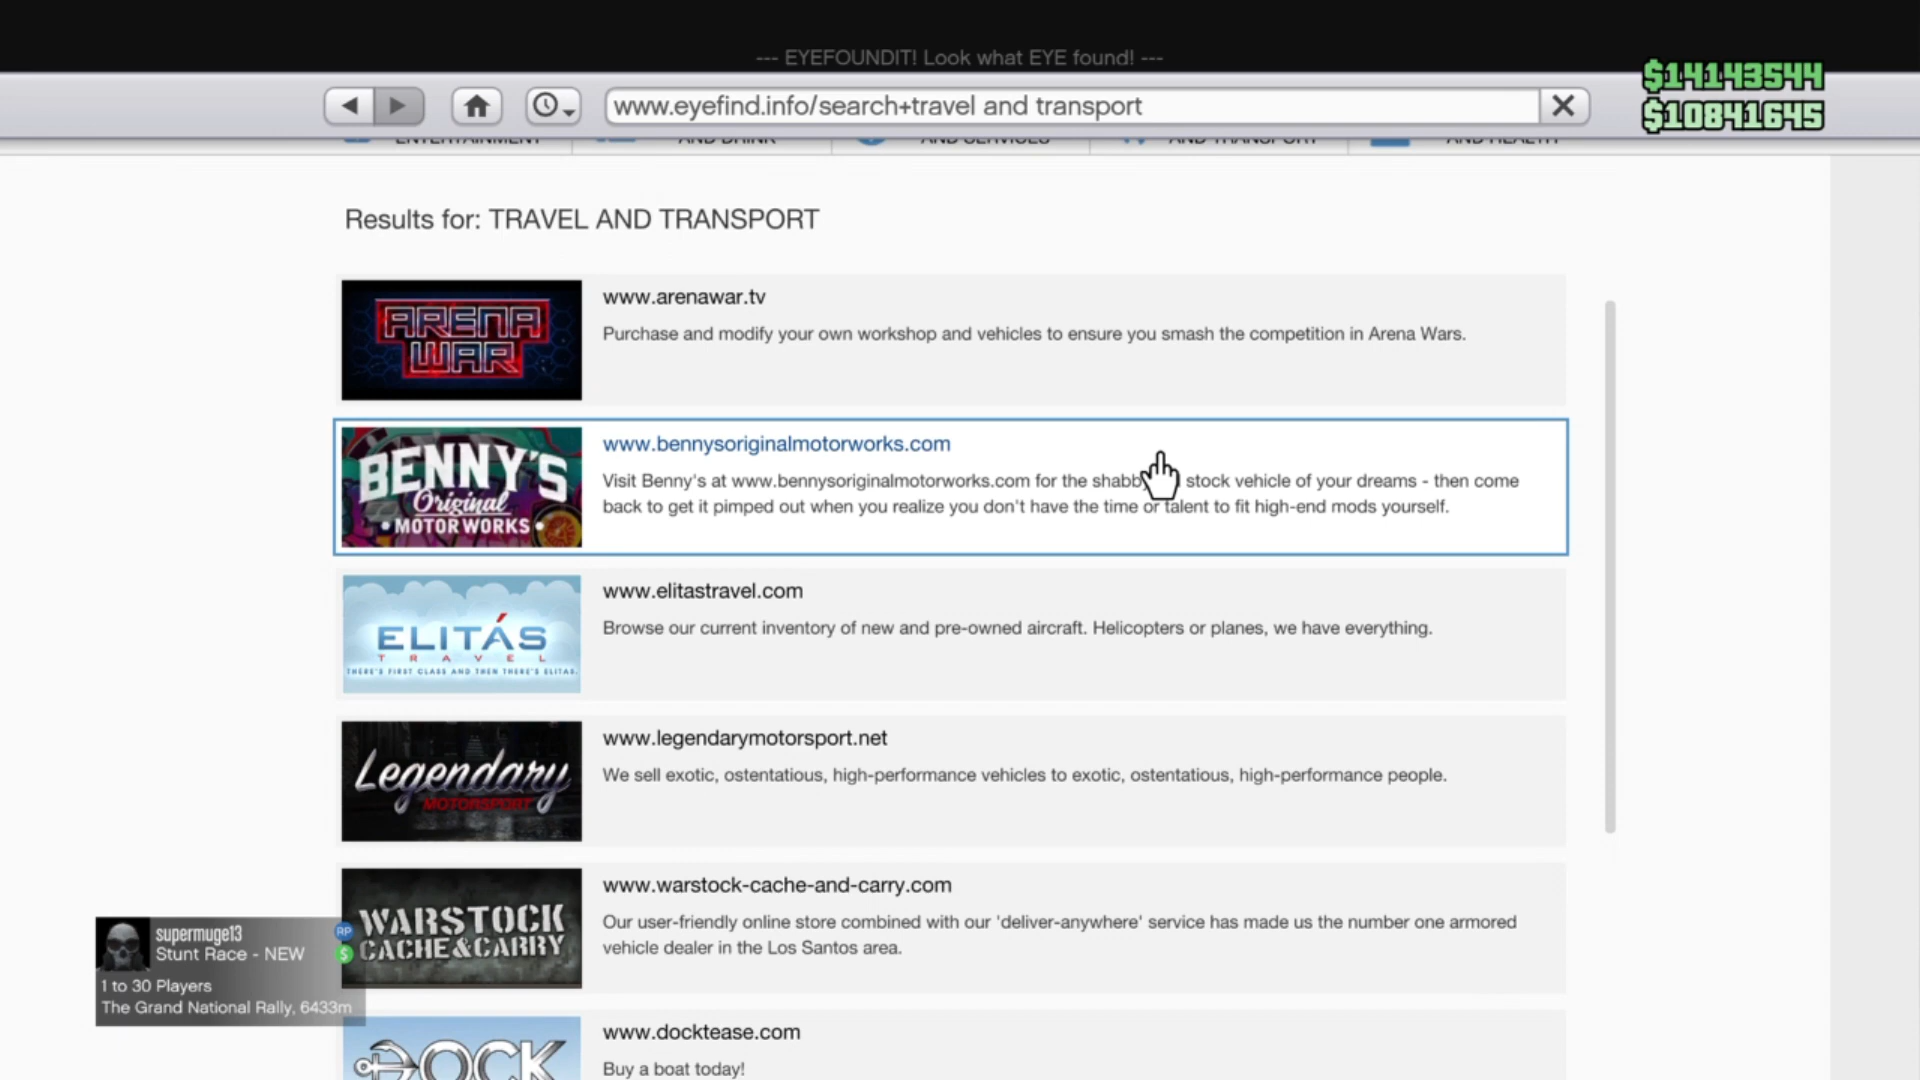 --- EYEFOUNDIT! Look what EYE found! ---
$14143544
$10841645
www.eyefind.info/search+travel and transport
ENTERTAINMENT
AND DRINK
AND SERVICES
AND TRANSPORT
AND HEALTH
Results for: TRAVEL AND TRANSPORT
ARENA
WAR
www.arenawar.tv
Purchase and modify your own workshop and vehicles to ensure you smash the competition in Arena Wars.
BENNY'S
Original
• MOTOR WORKS •
www.bennysoriginalmotorworks.com
Visit Benny's at www.bennysoriginalmotorworks.com for the stock vehicle of your dreams - then come
back to get it pimped out when you realize you don't have the time or talent to fit high-end mods yourself.
ELITÁS
TRAVEL
THERE'S FIRST CLASS AND THEN THERE'S ELITAS.
www.elitastravel.com
Browse our current inventory of new and pre-owned aircraft. Helicopters or planes, we have everything.
Legendary
MOTORSPORT
www.legendarymotorsport.net
We sell exotic, ostentatious, high-performance vehicles to exotic, ostentatious, high-performance people.
WARSTOCK
CACHE&CARRY
www.warstock-cache-and-carry.com
Our user-friendly online store combined with our 'deliver-anywhere' service has made us the number one armored
vehicle dealer in the Los Santos area.
supermuge13
RP
Stunt Race - NEW
$
1 to 30 Players
The Grand National Rally, 6433m
DOCK
www.docktease.com
Buy a boat today!